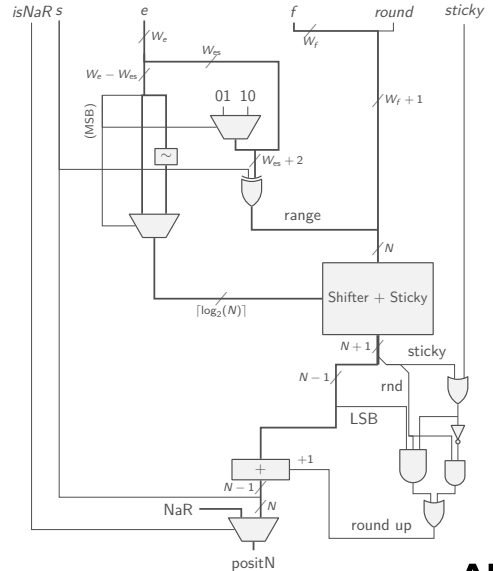 isNaR s e f round sticky
W_e
W_f
W_es
W_e − W_es
01 10
W_f + 1
(MSB)
∼
W_es + 2
range
N
Shifter + Sticky
⌈log₂(N)⌉
N + 1
sticky
N − 1
rnd
LSB
+1
+
N − 1
NaR
N
round up
positN